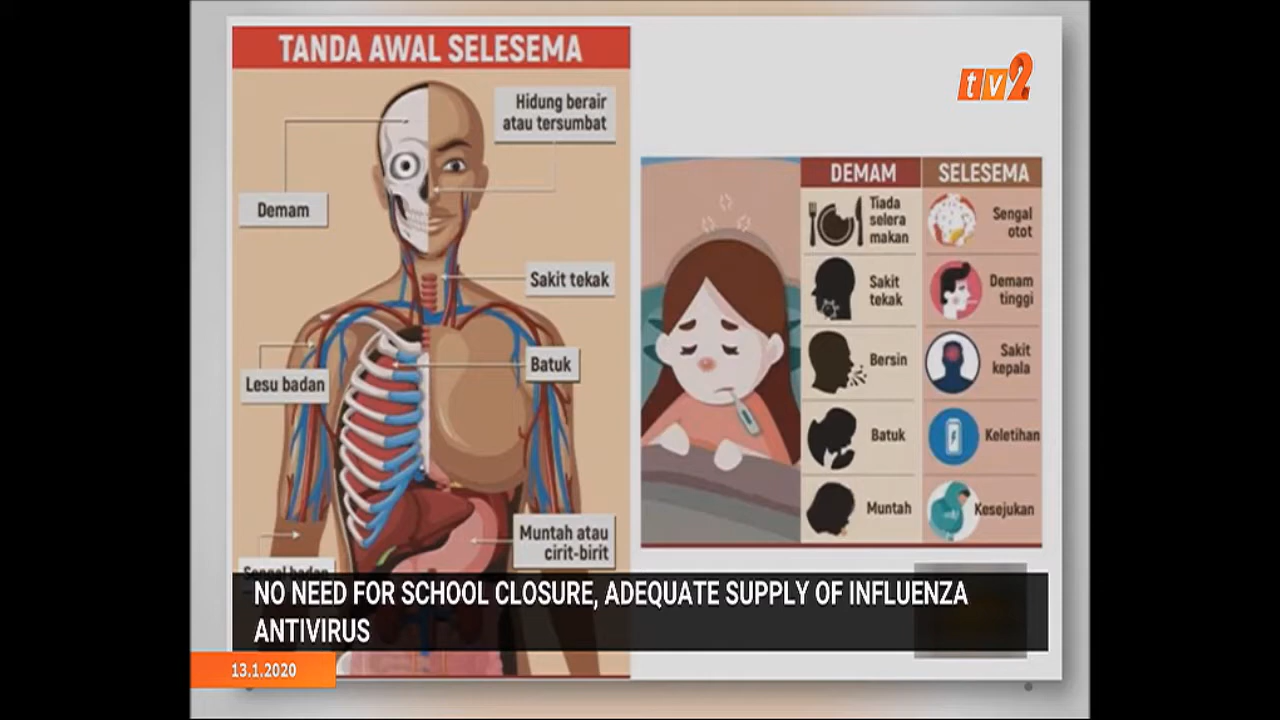 TANDA AWAL SELESEMA
Hidung berair
atau tersumbat
Demam
Sakit tekak
Batuk
Lesu badan
Muntah atau
cirit-birit
tv2
DEMAM
SELESEMA
Tiada
selera
makan
Sengal
otot
Sakit
tekak
Demam
tinggi
Bersin
Sakit
kepala
Batuk
Keletihan
Muntah
Kesejukan
NO NEED FOR SCHOOL CLOSURE, ADEQUATE SUPPLY OF INFLUENZA
ANTIVIRUS
13.1.2020